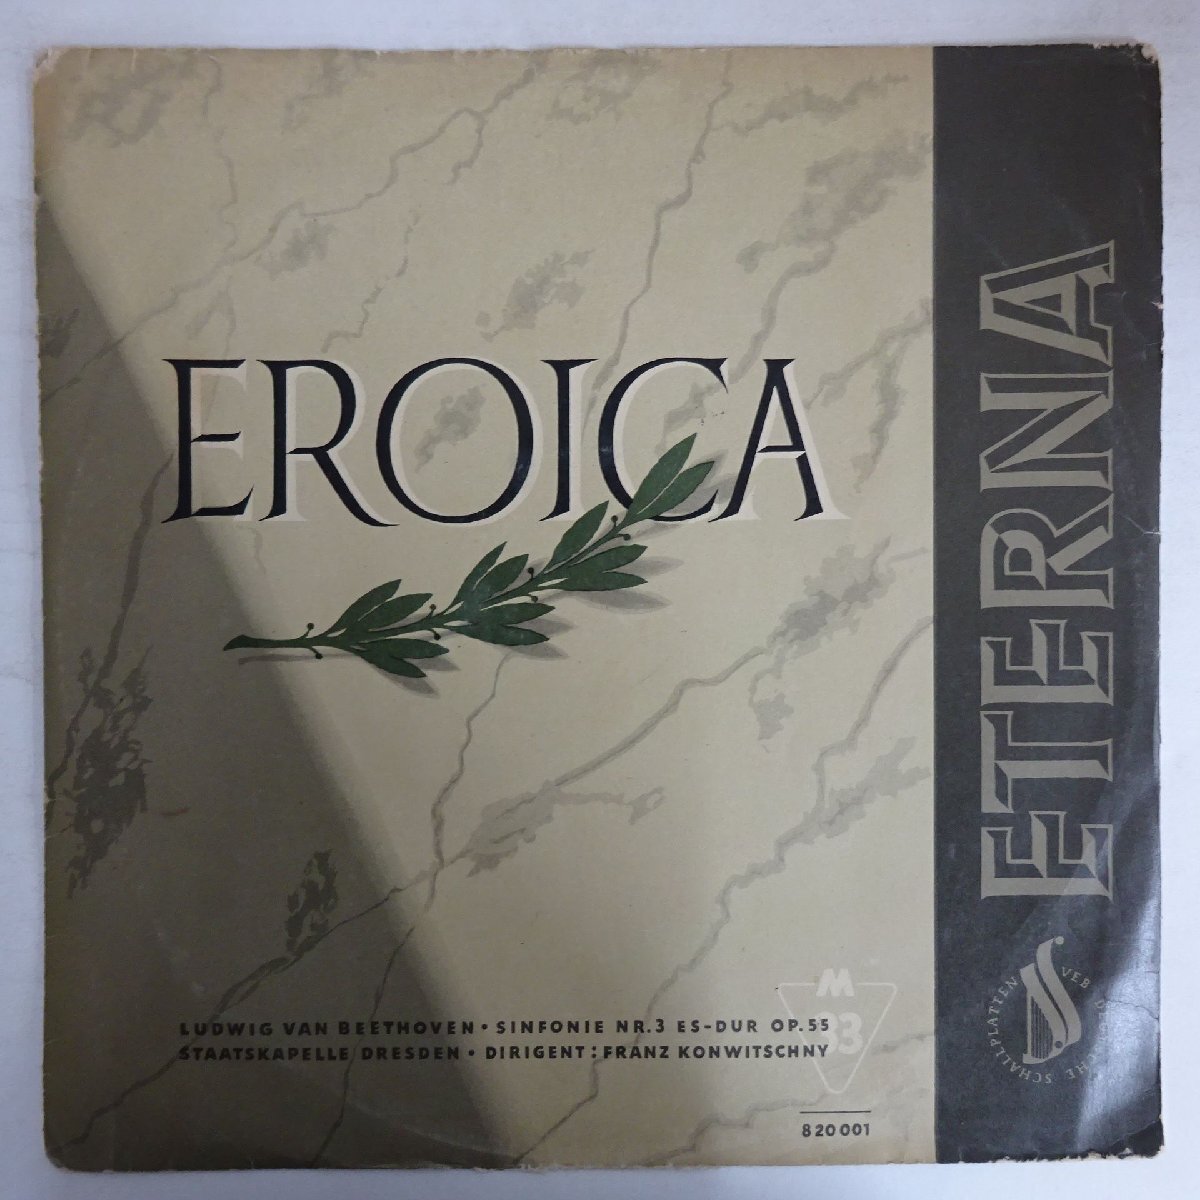 EROICA
LUDWIG VAN BEETHOVEN • SINFONIE NR.3 ES-DUR OP.55
STAATSKAPELLE DRESDEN • DIRIGENT: FRANZ KONWITSCHNY
M
33
820 001
ETERNA
VEB SCHALLPLATTEN